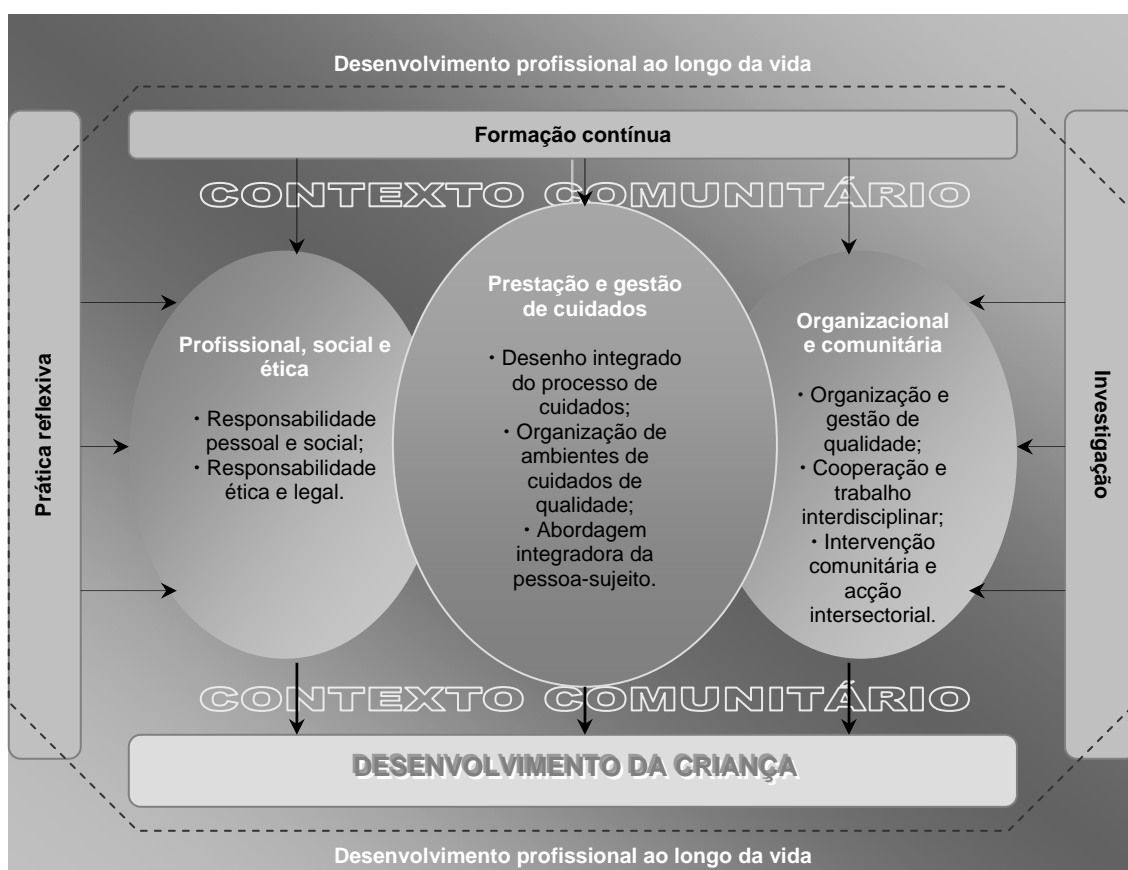 Desenvolvimento profissional ao longo da vida
Formação contínua
CONTEXTO COMUNITÁRIO
Prática reflexiva
Profissional, social e
ética
· Responsabilidade
pessoal e social;
· Responsabilidade
ética e legal.
Prestação e gestão
de cuidados
· Desenho integrado
do processo de
cuidados;
· Organização de
ambientes de
cuidados de
qualidade;
· Abordagem
integradora da
pessoa-sujeito.
Organizacional
e comunitária
· Organização e
gestão de
qualidade;
· Cooperação e
trabalho
interdisciplinar;
· Intervenção
comunitária e
acção
intersectorial.
Investigação
CONTEXTO COMUNITÁRIO
DESENVOLVIMENTO DA CRIANÇA
Desenvolvimento profissional ao longo da vida